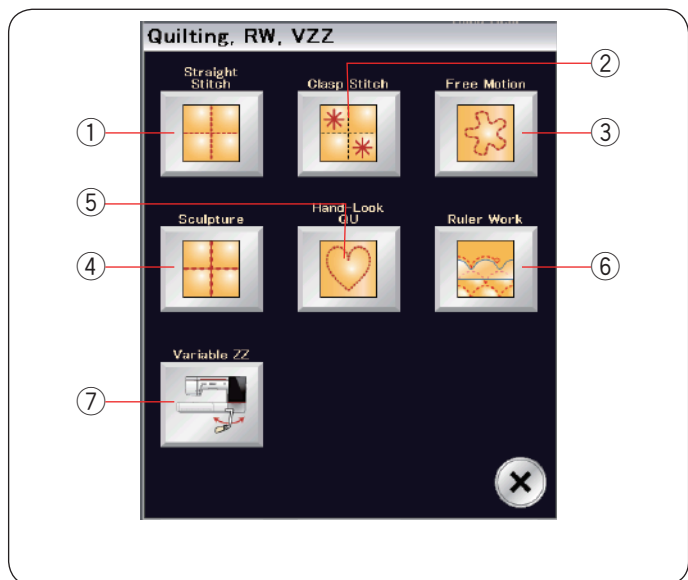 Quilting, RW, VZZ
Straight
Stitch
Clasp Stitch
②
Free Motion
①
③
⑤
Sculpture
Hand-Look
QU
Ruler Work
④
⑥
Variable ZZ
⑦